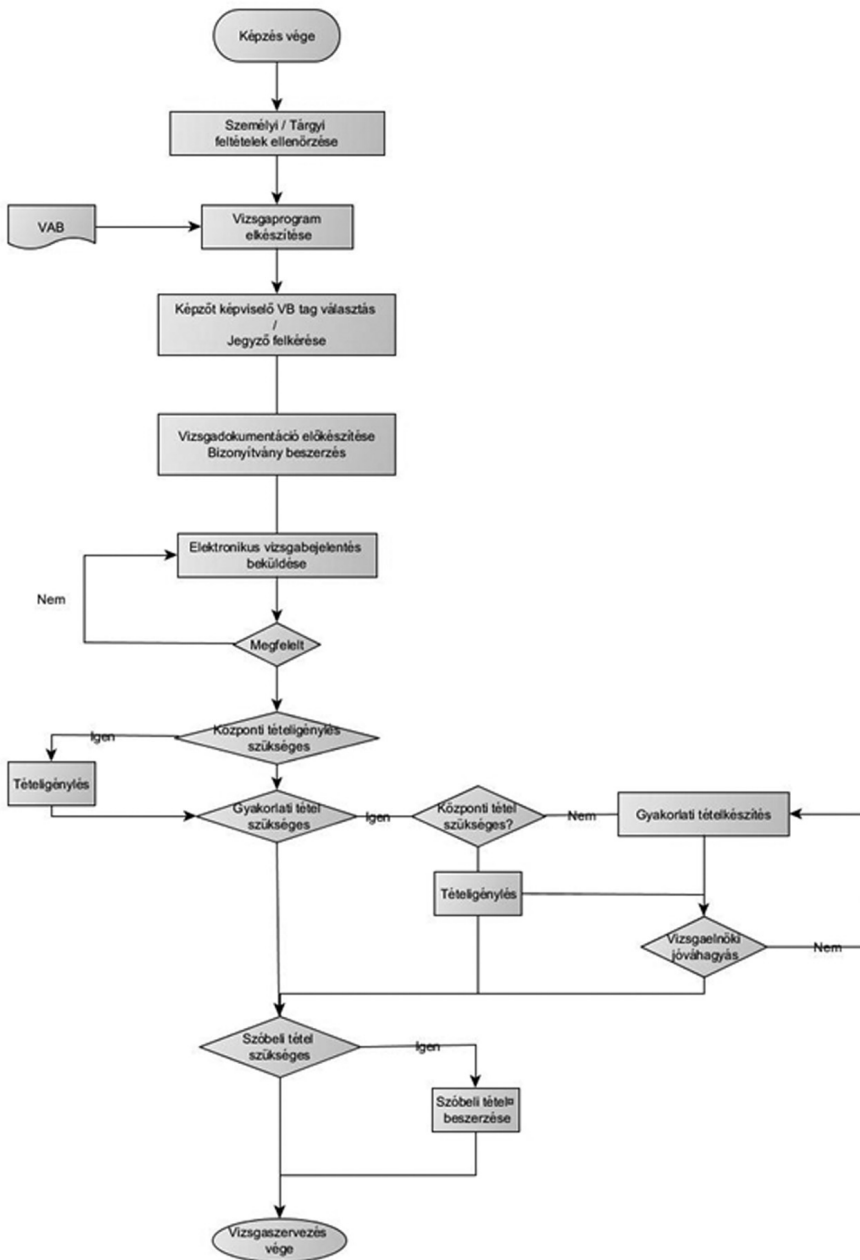 Képzés vége
Személyi / Tárgyi
feltételek ellenőrzése
VAB
Vizsgaprogram
elkészítése
Képzőt képviselő VB tag választás
/
Jegyző felkérése
Vizsgadokumentáció előkészítése
Bizonyítvány beszerzés
Elektronikus vizsgabejelentés
beküldése
Nem
Megfelelt
Központi tételigénylés
szükséges
Igen
Tételigénylés
Gyakorlati tétel
szükséges
Igen
Központi tétel
szükséges?
Nem
Gyakorlati tételkészítés
Tételigénylés
Vizsgaelnöki
jóváhagyás
Nem
Szóbeli tétel
szükséges
Igen
Szóbeli tétel¤
beszerzése
Vizsgaszervezés
vége